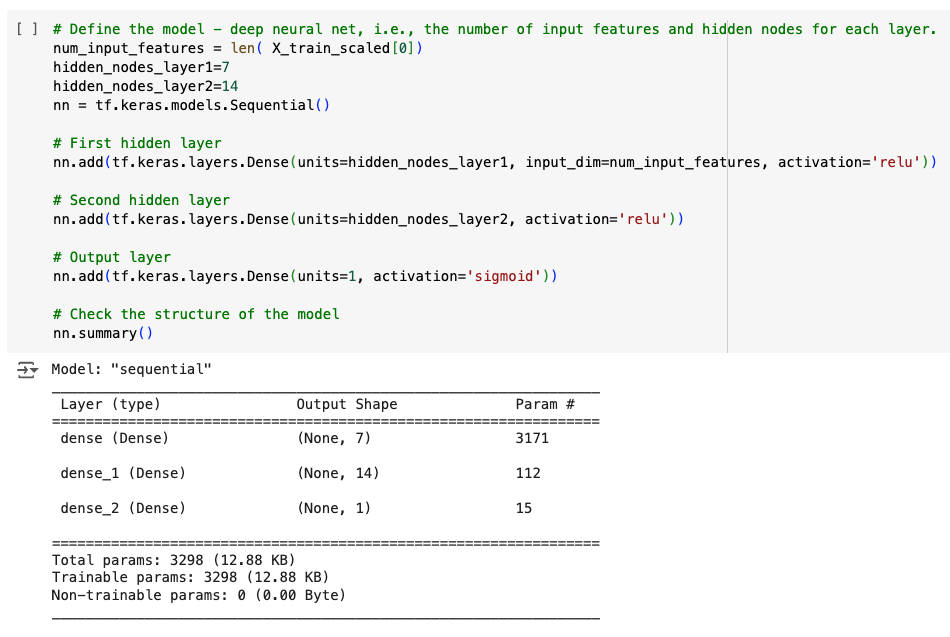 [ ] # Define the model - deep neural net, i.e., the number of input features and hidden nodes for each layer.
num_input_features = len( X_train_scaled[0])
hidden_nodes_layer1=7
hidden_nodes_layer2=14
nn = tf.keras.models.Sequential()
# First hidden layer
nn.add(tf.keras.layers.Dense(units=hidden_nodes_layer1, input_dim=num_input_features, activation='relu'))
# Second hidden layer
nn.add(tf.keras.layers.Dense(units=hidden_nodes_layer2, activation='relu'))
# Output layer
nn.add(tf.keras.layers.Dense(units=1, activation='sigmoid'))
# Check the structure of the model
nn.summary()
Model: "sequential"
_________________________________________________________________
Layer (type) Output Shape Param #
=================================================================
dense (Dense) (None, 7) 3171
dense_1 (Dense) (None, 14) 112
dense_2 (Dense) (None, 1) 15
=================================================================
Total params: 3298 (12.88 KB)
Trainable params: 3298 (12.88 KB)
Non-trainable params: 0 (0.00 Byte)
_________________________________________________________________